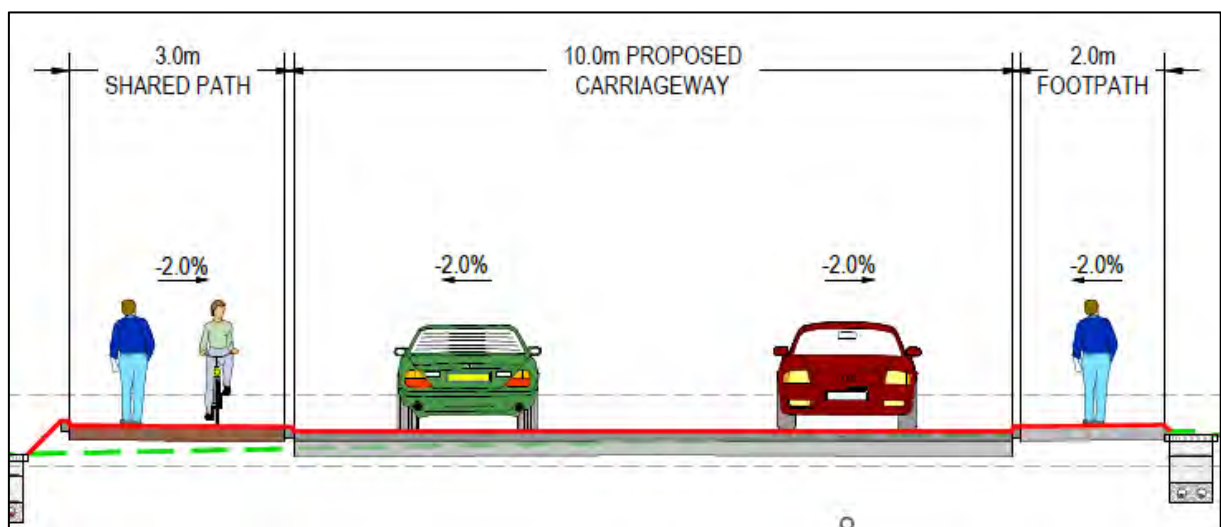 3.0m
SHARED PATH
10.0m PROPOSED
CARRIAGEWAY
2.0m
FOOTPATH
-2.0%
-2.0%
-2.0%
-2.0%